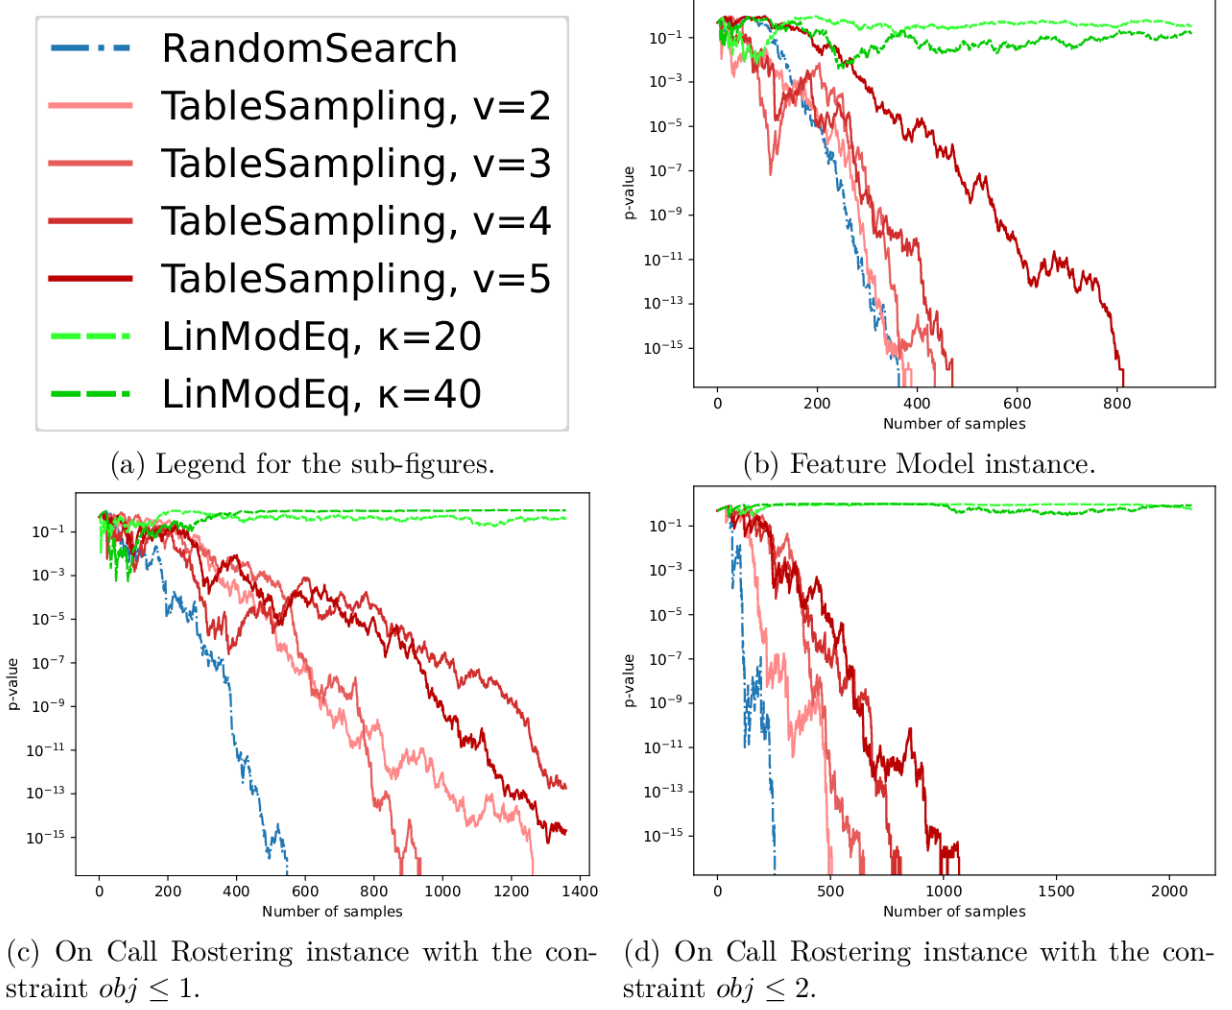 RandomSearch
TableSampling, v=2
TableSampling, v=3
TableSampling, v=4
TableSampling, v=5
LinModEq, κ=20
LinModEq, κ=40
(a) Legend for the sub-figures.
p-value
10⁻¹
10⁻³
10⁻⁵
10⁻⁷
10⁻⁹
10⁻¹¹
10⁻¹³
10⁻¹⁵
0 200 400 600 800
Number of samples
(b) Feature Model instance.
p-value
10⁻¹
10⁻³
10⁻⁵
10⁻⁷
10⁻⁹
10⁻¹¹
10⁻¹³
10⁻¹⁵
0 200 400 600 800 1000 1200 1400
Number of samples
(c) On Call Rostering instance with the con-
straint obj ≤ 1.
p-value
10⁻¹
10⁻³
10⁻⁵
10⁻⁷
10⁻⁹
10⁻¹¹
10⁻¹³
10⁻¹⁵
0 500 1000 1500 2000
Number of samples
(d) On Call Rostering instance with the con-
straint obj ≤ 2.